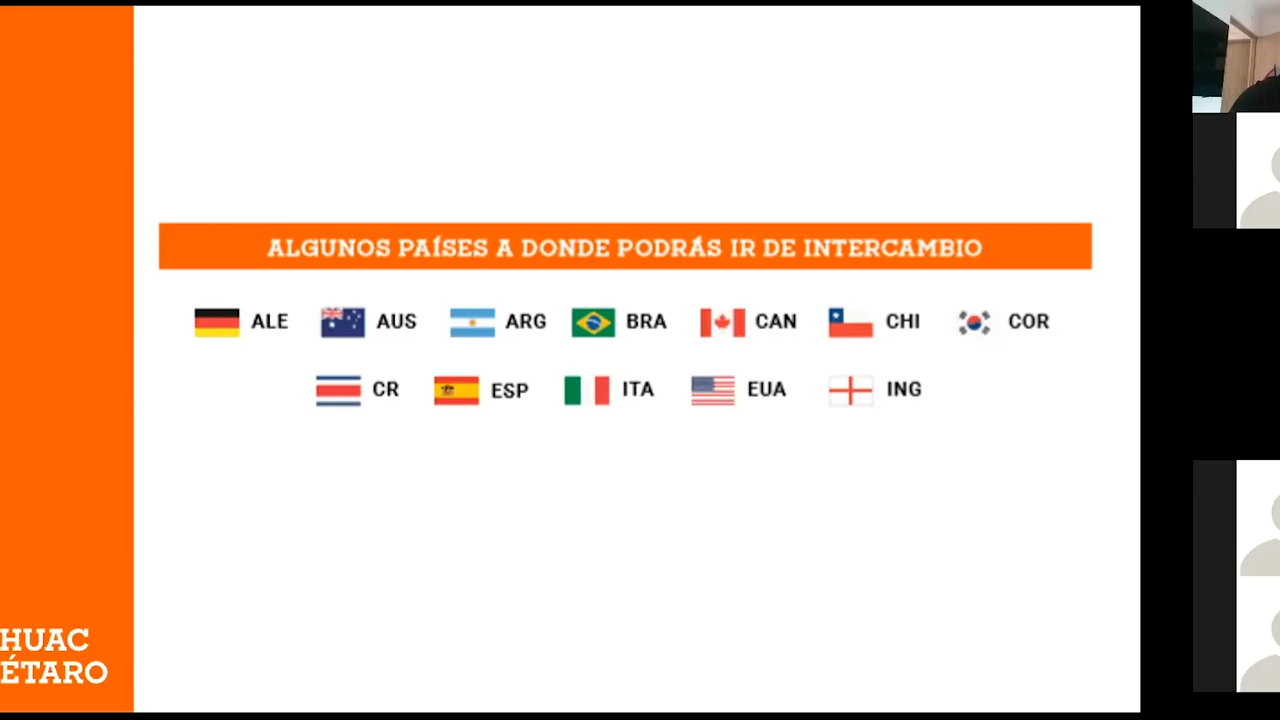 ALGUNOS PAÍSES A DONDE PODRÁS IR DE INTERCAMBIO
ALE AUS ARG BRA CAN CHI COR
CR ESP ITA EUA ING
HUAC
ÉTARO